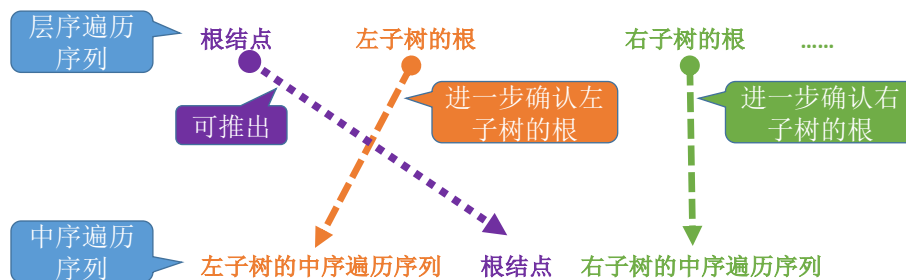 层序遍历
序列
根结点
左子树的根
右子树的根
......
可推出
进一步确认左
子树的根
进一步确认右
子树的根
中序遍历
序列
左子树的中序遍历序列
根结点
右子树的中序遍历序列